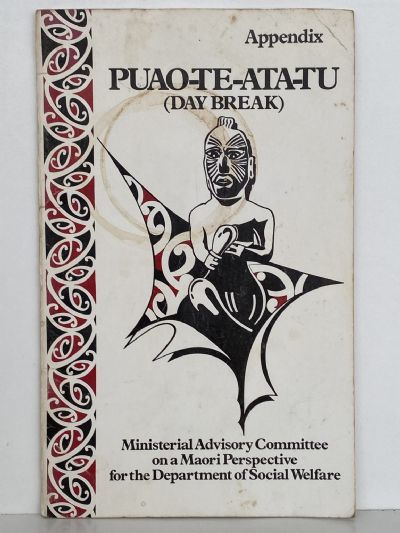 Appendix
PUAO-TE-ATA-TU
(DAY BREAK)
Ministerial Advisory Committee
on a Maori Perspective
for the Department of Social Welfare